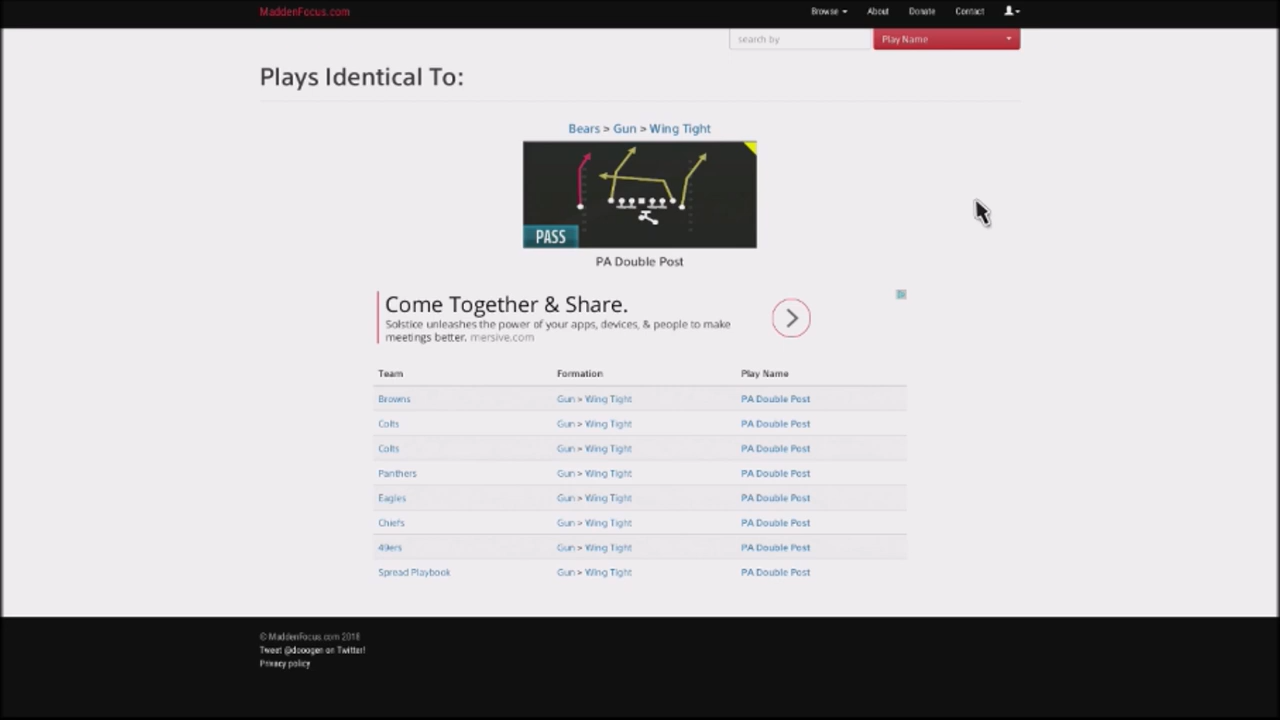 MaddenFocus.com Browse About Donate Contact
search by Play Name
Plays Identical To:
Bears > Gun > Wing Tight
PASS
PA Double Post
Come Together & Share.
Solstice unleashes the power of your apps, devices, & people to make
meetings better. mersive.com
Team Formation Play Name
Browns Gun > Wing Tight PA Double Post
Colts Gun > Wing Tight PA Double Post
Colts Gun > Wing Tight PA Double Post
Panthers Gun > Wing Tight PA Double Post
Eagles Gun > Wing Tight PA Double Post
Chiefs Gun > Wing Tight PA Double Post
49ers Gun > Wing Tight PA Double Post
Spread Playbook Gun > Wing Tight PA Double Post
© MaddenFocus.com 2018
Tweet @dooogen on Twitter!
Privacy policy